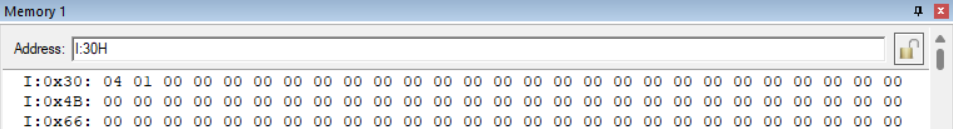 Memory 1
Address: I:30H
I:0x30: 04 01 00 00 00 00 00 00 00 00 00 00 00 00 00 00 00 00 00 00 00 00 00 00 00 00 00
I:0x4B: 00 00 00 00 00 00 00 00 00 00 00 00 00 00 00 00 00 00 00 00 00 00 00 00 00 00 00
I:0x66: 00 00 00 00 00 00 00 00 00 00 00 00 00 00 00 00 00 00 00 00 00 00 00 00 00 00 00